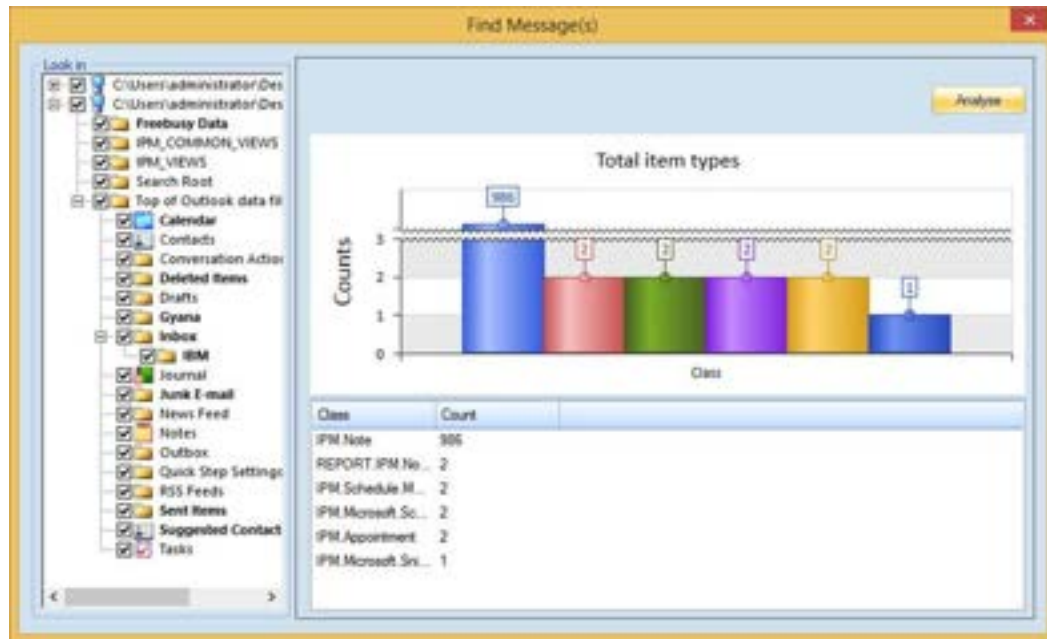 Find Message(s)
Look in
C:\Users\administrator\Des
C:\Users\administrator\Des
Freebusy Data
IPM_COMMON_VIEWS
IPM_VIEWS
Search Root
Top of Outlook data fil
Calendar
Contacts
Conversation Action
Deleted Items
Drafts
Gyana
Inbox
IBM
Journal
Junk E-mail
News Feed
Notes
Outbox
Quick Step Settings
RSS Feeds
Sent Items
Suggested Contact
Tasks
Analyse
Total item types
Counts
3
2
1
0
986
2
2
2
2
1
Class
Class Count
IPM.Note 986
REPORT.IPM.No... 2
IPM.Schedule.M... 2
IPM.Microsoft.Sc... 2
IPM.Appointment 2
IPM.Microsoft.Sni... 1